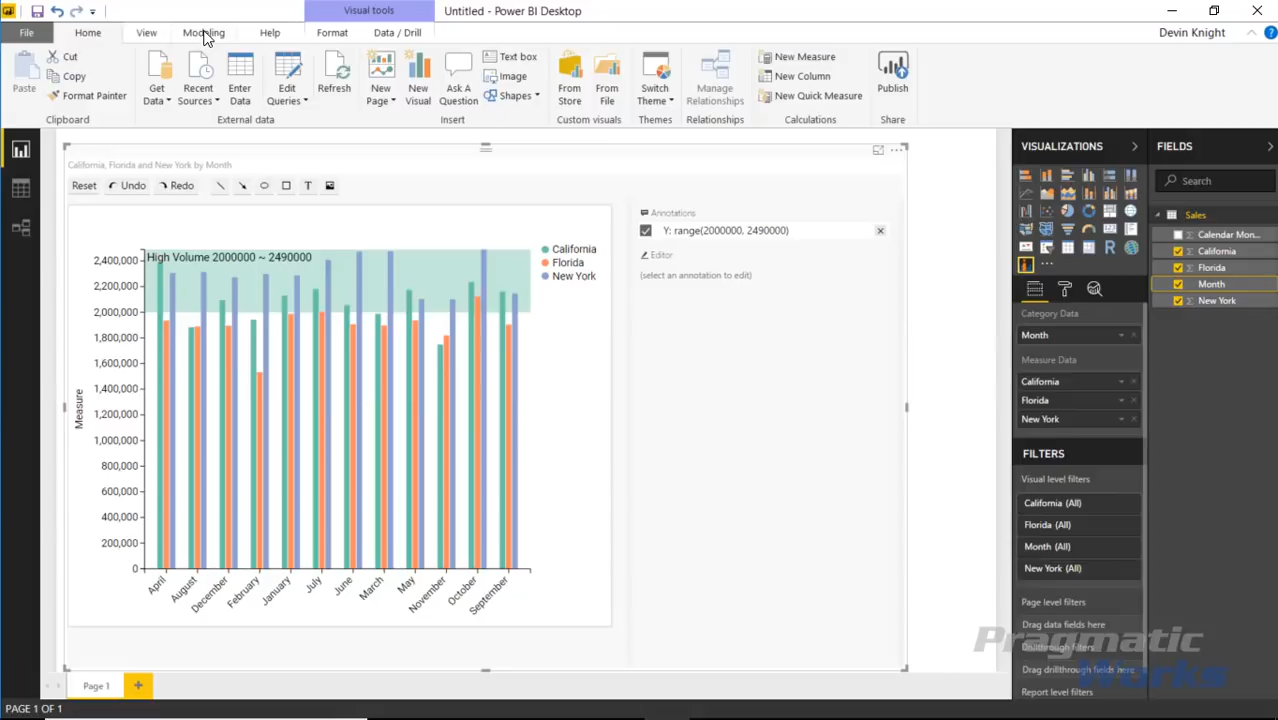 Visual tools
Untitled - Power BI Desktop
File
Home
View
Modeling
Help
Format
Data / Drill
Devin Knight
Paste
Cut
Copy
Format Painter
Clipboard
Get Data
Recent Sources
Enter Data
Edit Queries
Refresh
External data
New Page
New Visual
Ask A Question
Text box
Image
Shapes
Insert
From Store
From File
Custom visuals
Switch Theme
Themes
Manage Relationships
Relationships
New Measure
New Column
New Quick Measure
Calculations
Publish
Share
California, Florida and New York by Month
Reset
Undo
Redo
T
High Volume 2000000 ~ 2490000
California
Florida
New York
Measure
2,400,000
2,200,000
2,000,000
1,800,000
1,600,000
1,400,000
1,200,000
1,000,000
800,000
600,000
400,000
200,000
0
April
August
December
February
January
July
June
March
May
November
October
September
Annotations
Y: range(2000000, 2490000)
Editor
(select an annotation to edit)
VISUALIZATIONS
R
Category Data
Month
Measure Data
California
Florida
New York
FILTERS
Visual level filters
California (All)
Florida (All)
Month (All)
New York (All)
Page level filters
Drag data fields here
Drillthrough filters
Drag drillthrough fields here
Report level filters
FIELDS
Search
Sales
Calendar Mon...
California
Florida
Month
New York
Pragmatic
Works
Page 1
PAGE 1 OF 1